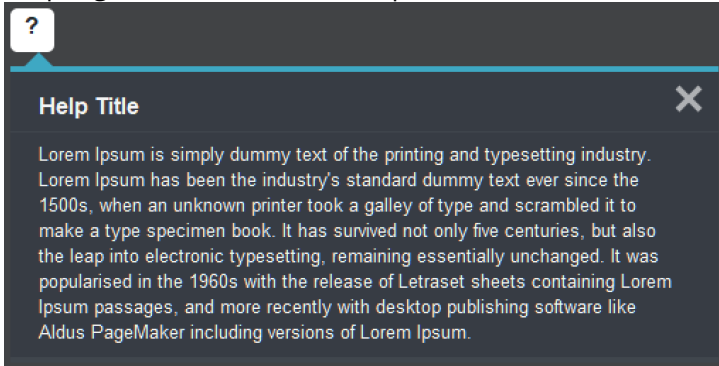 ?
Help Title
Lorem Ipsum is simply dummy text of the printing and typesetting industry.
Lorem Ipsum has been the industry's standard dummy text ever since the
1500s, when an unknown printer took a galley of type and scrambled it to
make a type specimen book. It has survived not only five centuries, but also
the leap into electronic typesetting, remaining essentially unchanged. It was
popularised in the 1960s with the release of Letraset sheets containing Lorem
Ipsum passages, and more recently with desktop publishing software like
Aldus PageMaker including versions of Lorem Ipsum.